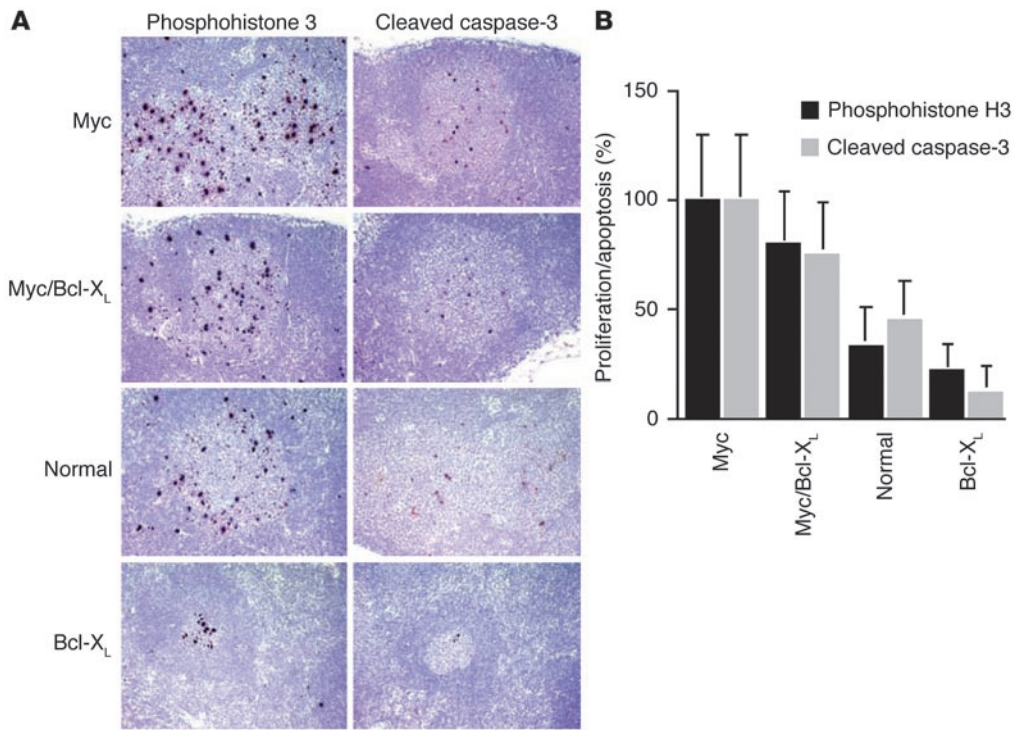 A
Phosphohistone 3
Cleaved caspase-3
Myc
Myc/Bcl-XL
Normal
Bcl-XL
B
Proliferation/apoptosis (%)
150
100
50
0
Phosphohistone H3
Cleaved caspase-3
Myc
Myc/Bcl-XL
Normal
Bcl-XL